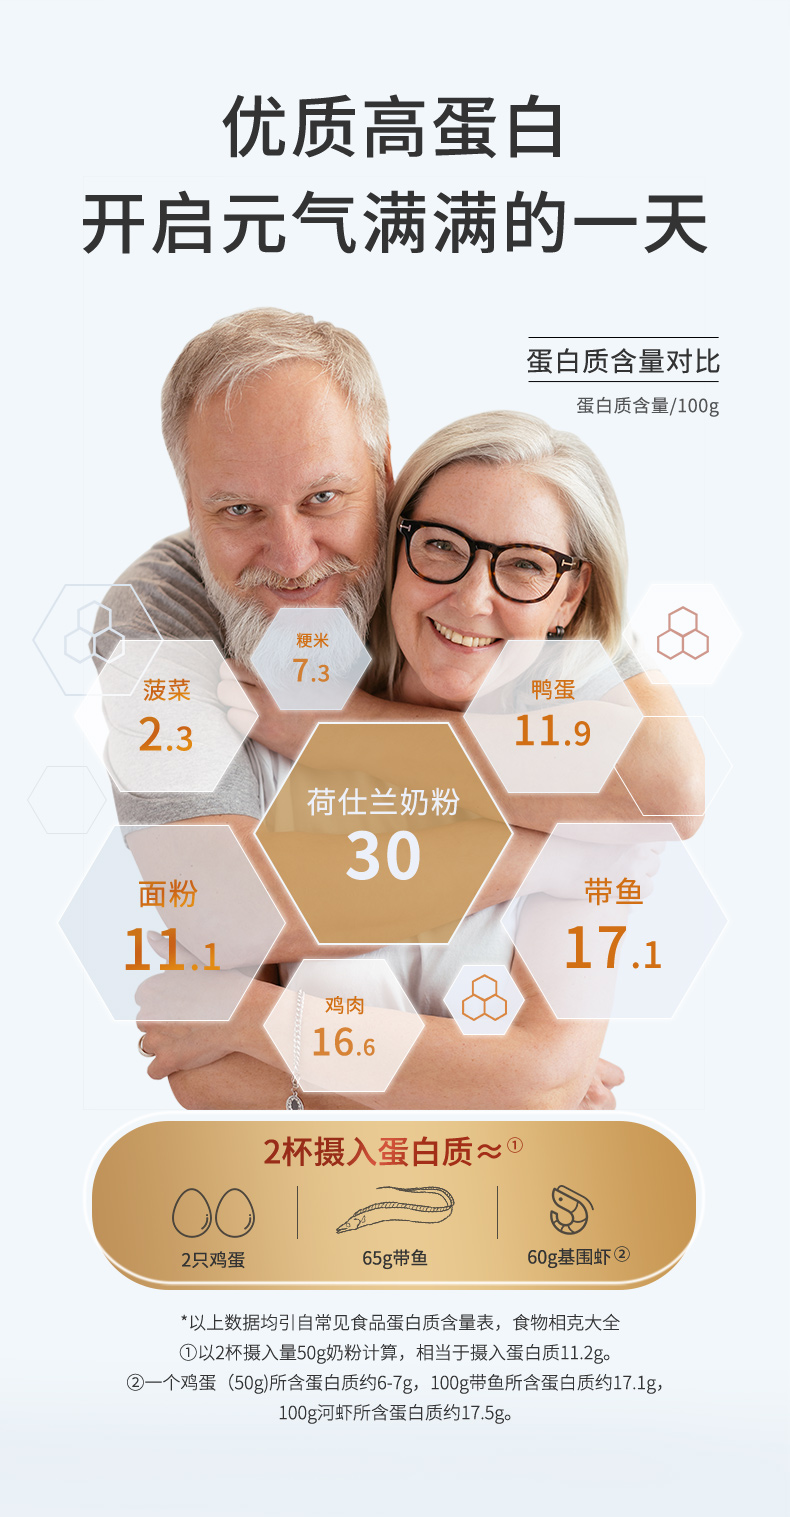 优质高蛋白
开启元气满满的一天
蛋白质含量对比
蛋白质含量/100g
粳米
7.3
菠菜
2.3
鸭蛋
11.9
荷仕兰奶粉
30
面粉
11.1
带鱼
17.1
鸡肉
16.6
2杯摄入蛋白质≈①
2只鸡蛋
65g带鱼
60g基围虾②
*以上数据均引自常见食品蛋白质含量表，食物相克大全
①以2杯摄入量50g奶粉计算，相当于摄入蛋白质11.2g。
②一个鸡蛋（50g)所含蛋白质约6-7g，100g带鱼所含蛋白质约17.1g，
100g河虾所含蛋白质约17.5g。